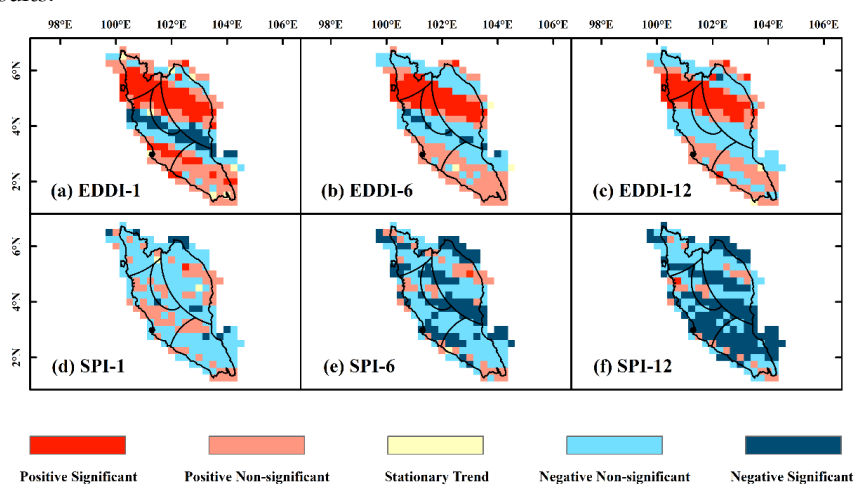 98°E 100°E 102°E 104°E 106°E 98°E 100°E 102°E 104°E 106°E 98°E 100°E 102°E 104°E 106°E
6°N
4°N
2°N
(a) EDDI-1 (b) EDDI-6 (c) EDDI-12
6°N
4°N
2°N
(d) SPI-1 (e) SPI-6 (f) SPI-12
Positive Significant Positive Non-significant Stationary Trend Negative Non-significant Negative Significant